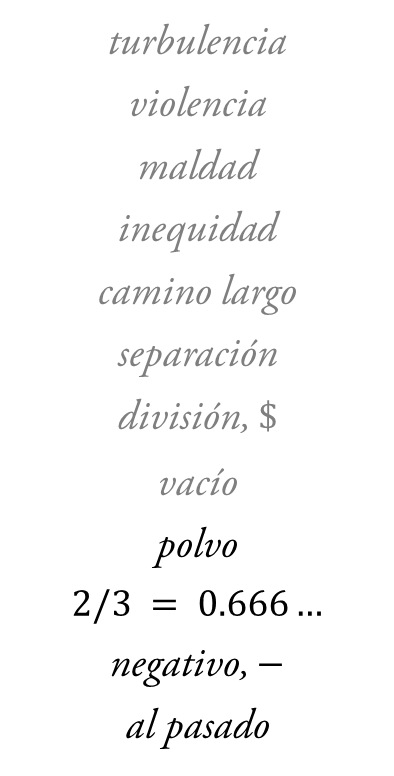 turbulencia
violencia
maldad
inequidad
camino largo
separación
división, $
vacío
polvo
2/3 = 0.666 …
negativo, −
al pasado